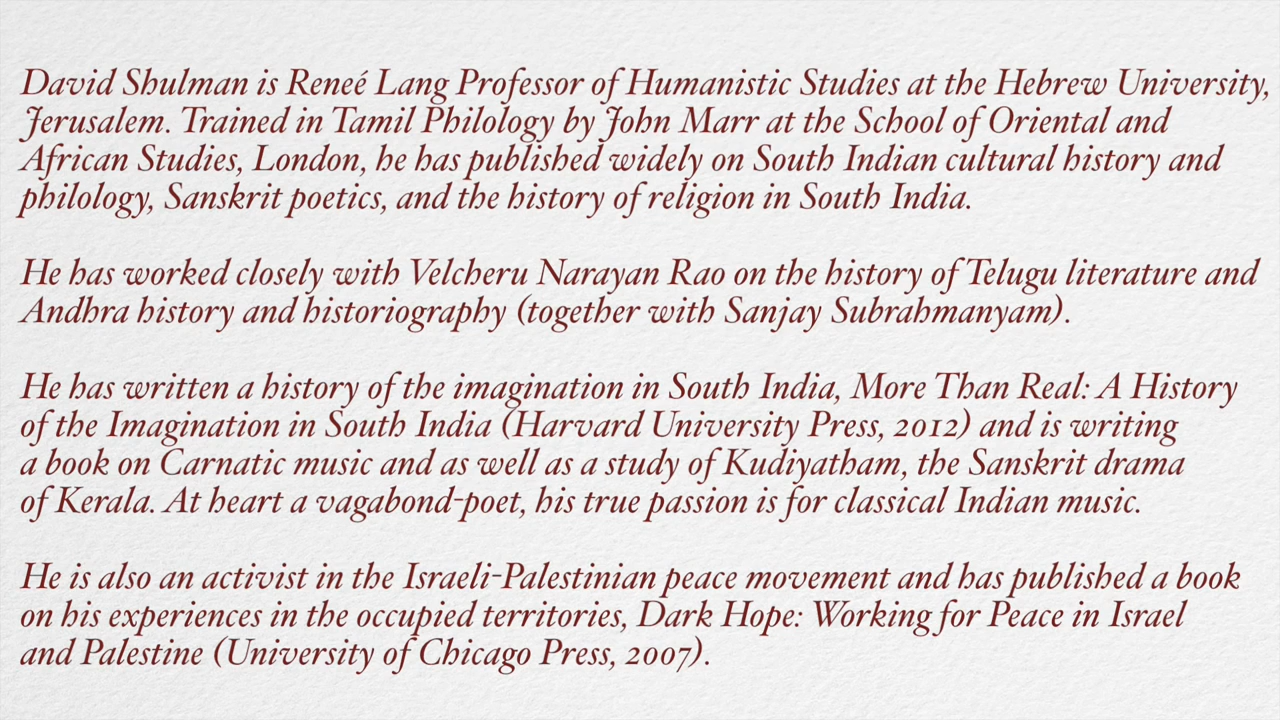 David Shulman is Reneé Lang Professor of Humanistic Studies at the Hebrew University,
Jerusalem. Trained in Tamil Philology by John Marr at the School of Oriental and
African Studies, London, he has published widely on South Indian cultural history and
philology, Sanskrit poetics, and the history of religion in South India.
He has worked closely with Velcheru Narayan Rao on the history of Telugu literature and
Andhra history and historiography (together with Sanjay Subrahmanyam).
He has written a history of the imagination in South India, More Than Real: A History
of the Imagination in South India (Harvard University Press, 2012) and is writing
a book on Carnatic music and as well as a study of Kudiyatham, the Sanskrit drama
of Kerala. At heart a vagabond-poet, his true passion is for classical Indian music.
He is also an activist in the Israeli-Palestinian peace movement and has published a book
on his experiences in the occupied territories, Dark Hope: Working for Peace in Israel
and Palestine (University of Chicago Press, 2007).